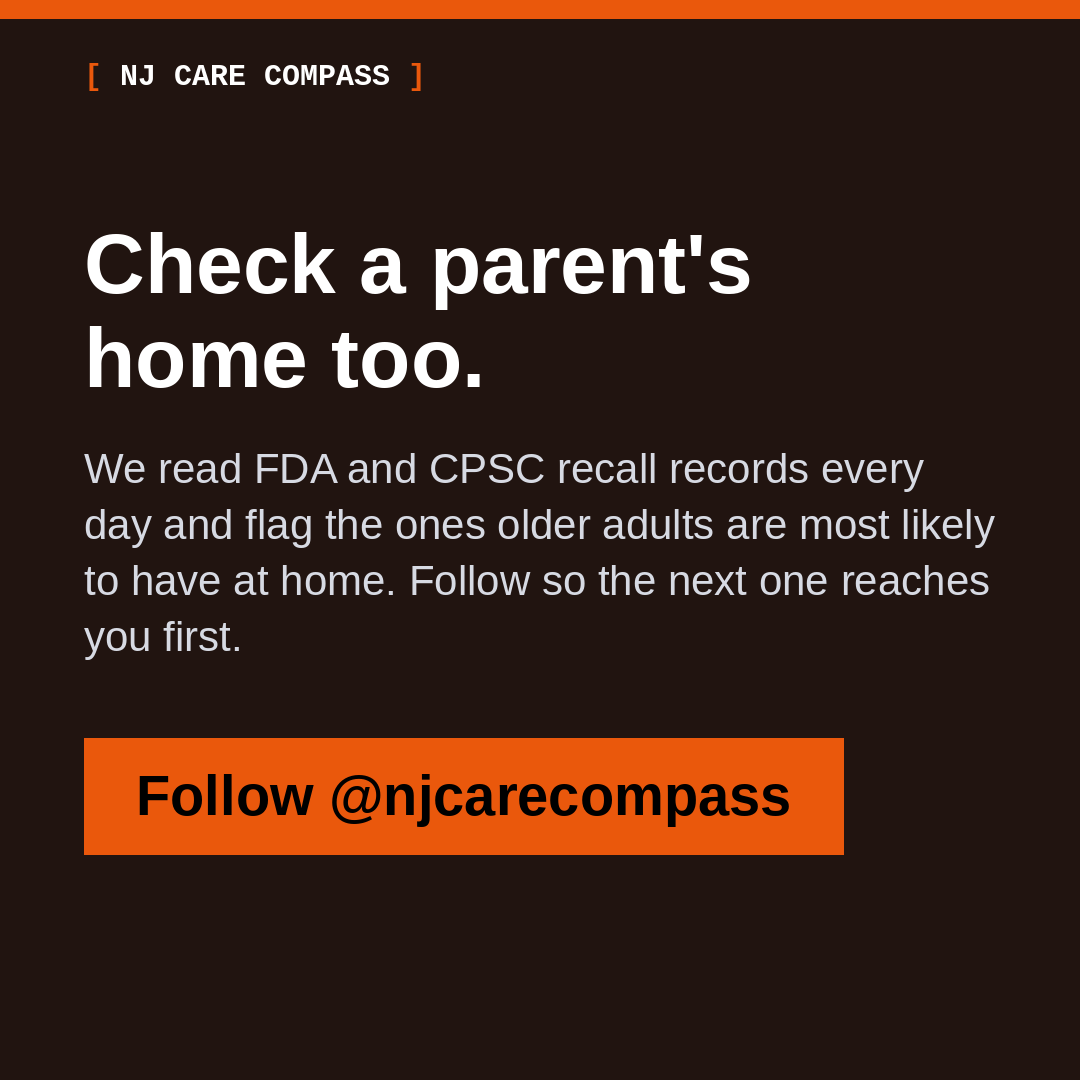 [ NJ CARE COMPASS ]
Check a parent's
home too.
We read FDA and CPSC recall records every
day and flag the ones older adults are most likely
to have at home. Follow so the next one reaches
you first.
Follow @njcarecompass